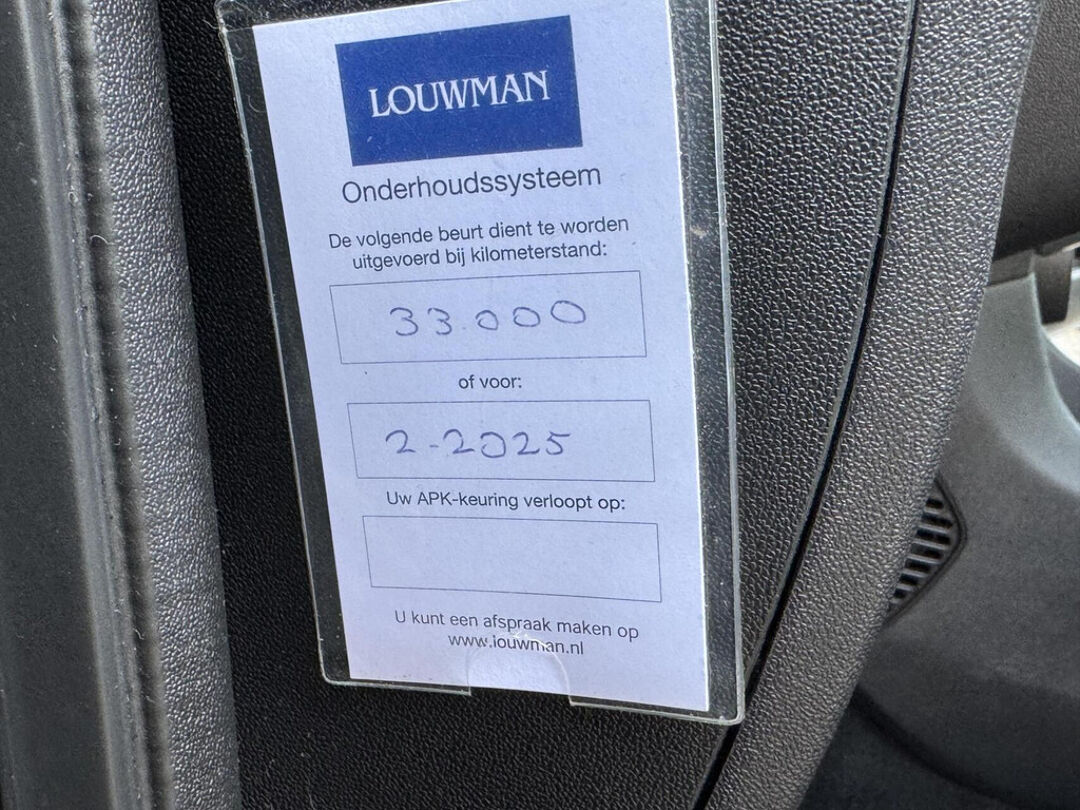 LOUWMAN
Onderhoudssysteem
De volgende beurt dient te worden
uitgevoerd bij kilometerstand:
33.000
of voor:
2-2025
Uw APK-keuring verloopt op:
U kunt een afspraak maken op
www.louwman.nl